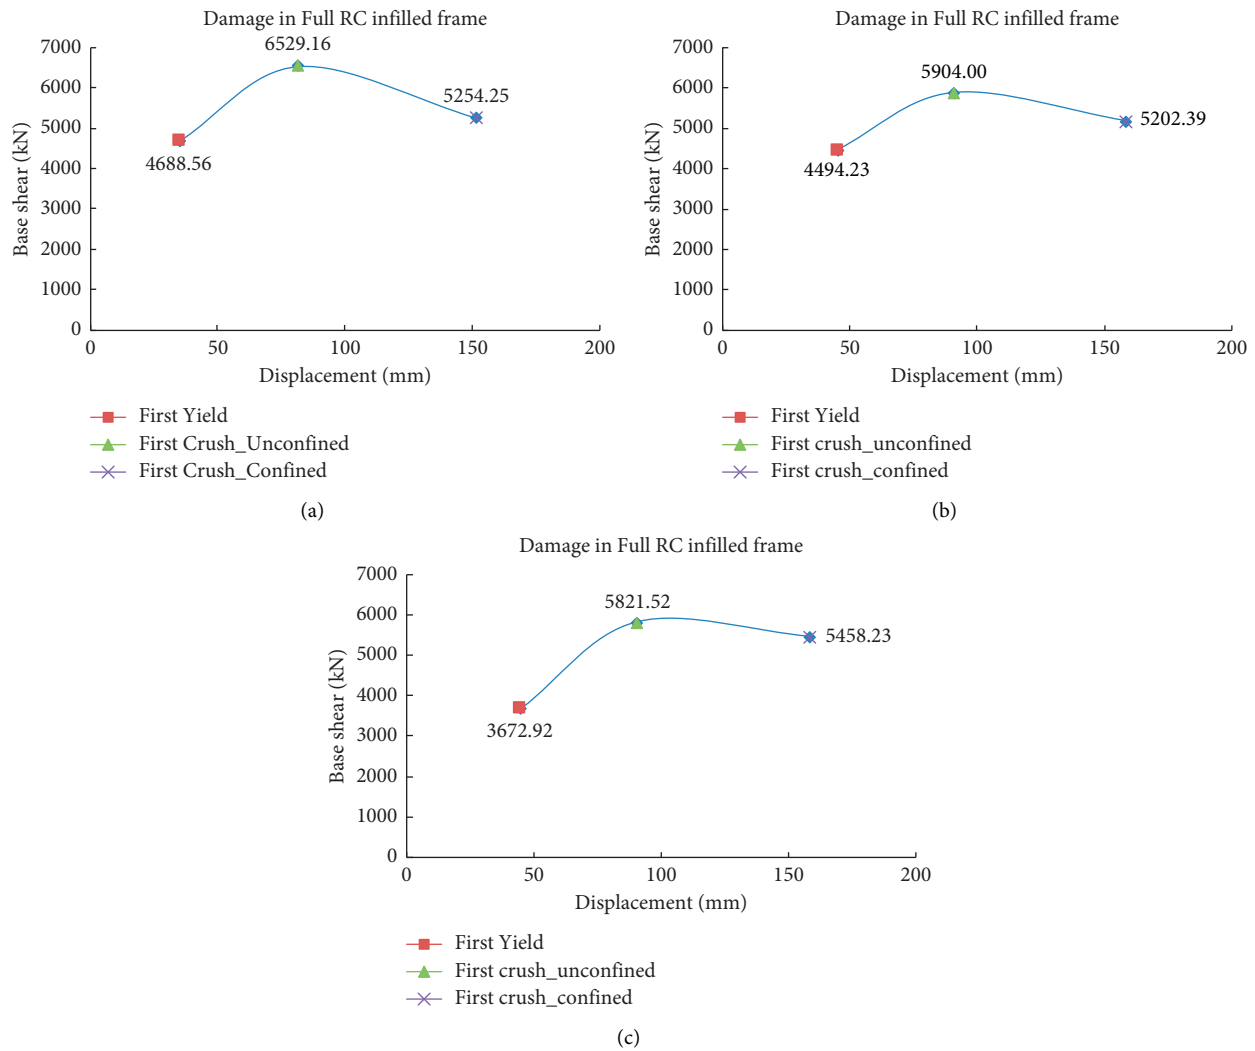 Damage in Full RC infilled frame
6529.16
5254.25
4688.56
7000
6000
5000
4000
3000
2000
1000
0
Base shear (kN)
0 50 100 150 200
Displacement (mm)
First Yield
First Crush_Unconfined
First Crush_Confined
(a)
Damage in Full RC infilled frame
5904.00
5202.39
4494.23
7000
6000
5000
4000
3000
2000
1000
0
Base shear (kN)
0 50 100 150 200
Displacement (mm)
First Yield
First crush_unconfined
First crush_confined
(b)
Damage in Full RC infilled frame
5821.52
5458.23
3672.92
7000
6000
5000
4000
3000
2000
1000
0
Base shear (kN)
0 50 100 150 200
Displacement (mm)
First Yield
First crush_unconfined
First crush_confined
(c)